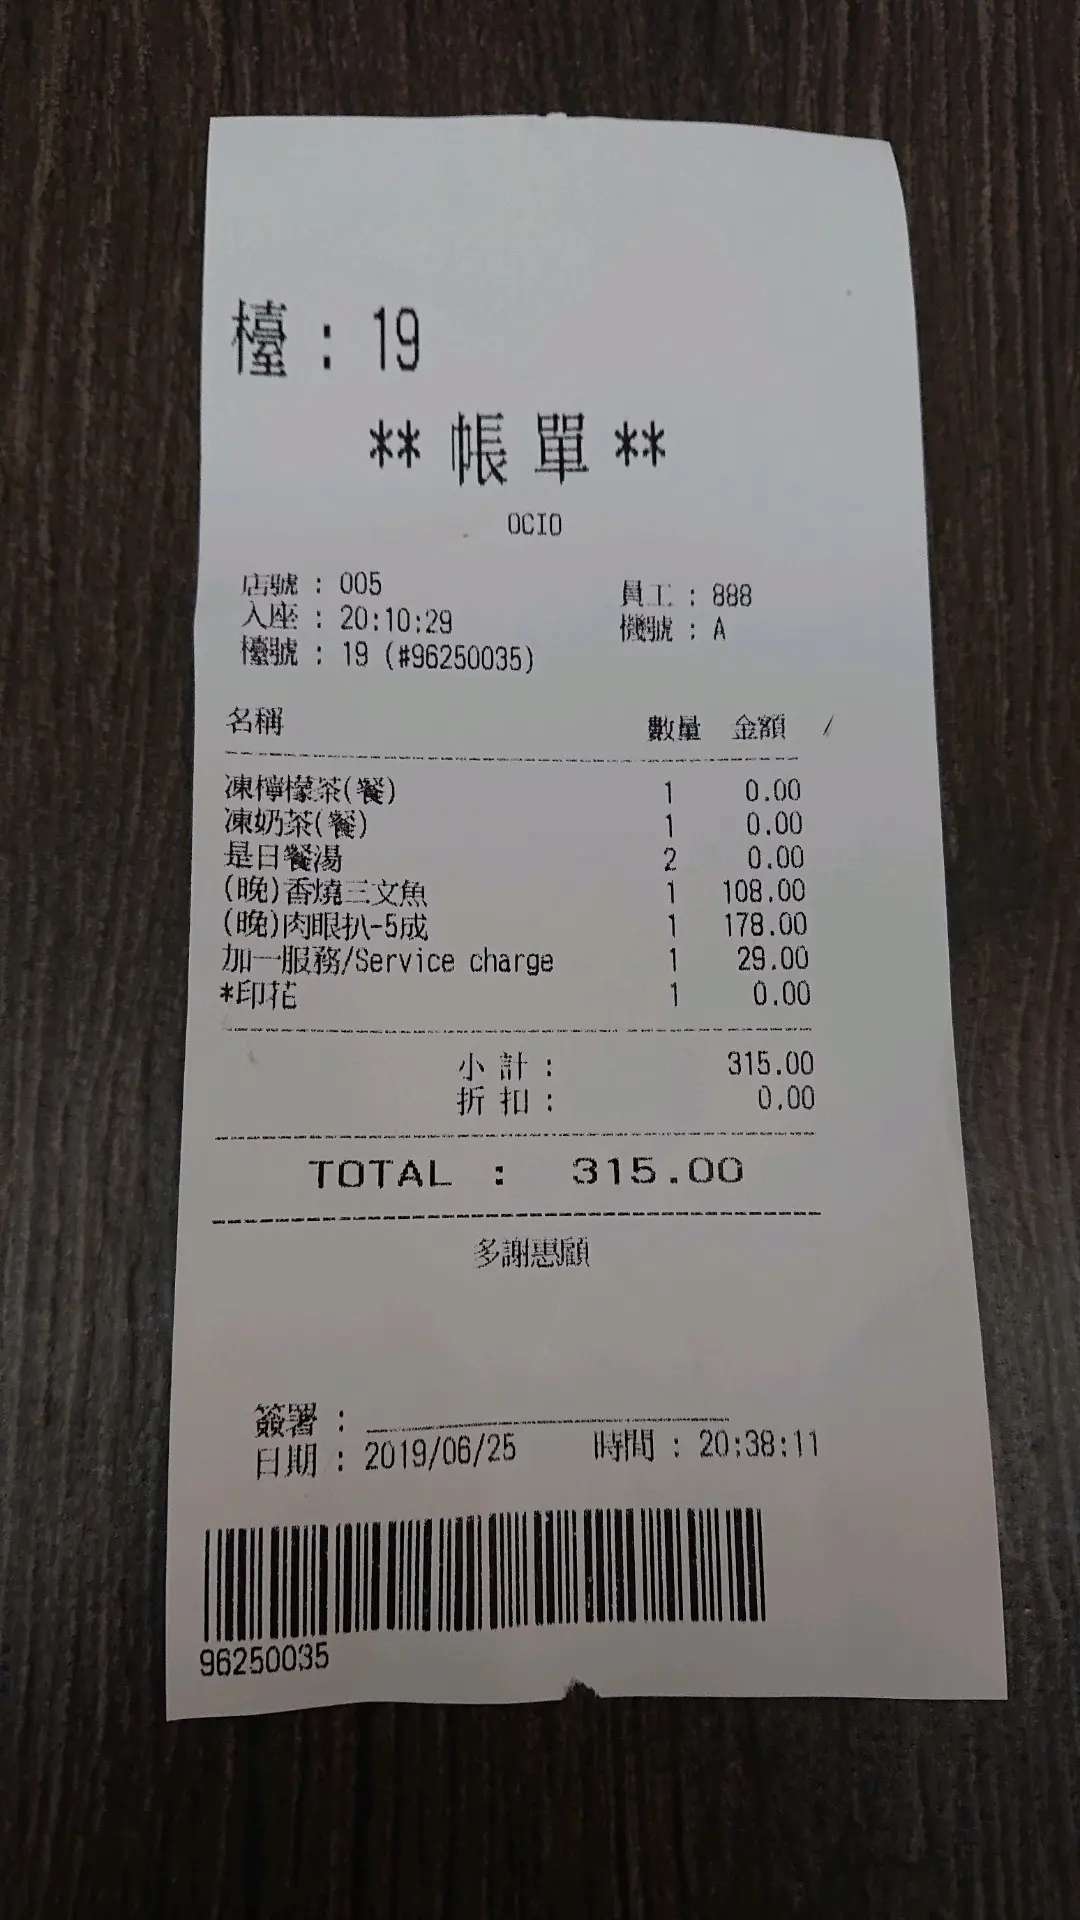 檯 : 19
** 帳 單 **
OCIO
店號 : 005 員工 : 888
入座 : 20:10:29 機號 : A
檯號 : 19 (#96250035)
名稱 數量 金額
凍檸檬茶(餐) 1 0.00
凍奶茶(餐) 1 0.00
是日餐湯 2 0.00
(晚)香燒三文魚 1 108.00
(晚)肉眼扒-5成 1 178.00
加一服務/Service charge 1 29.00
*印花 1 0.00
小 計 : 315.00
折 扣 : 0.00
TOTAL : 315.00
多謝惠顧
簽署 :
日期 : 2019/06/25 時間 : 20:38:11
96250035